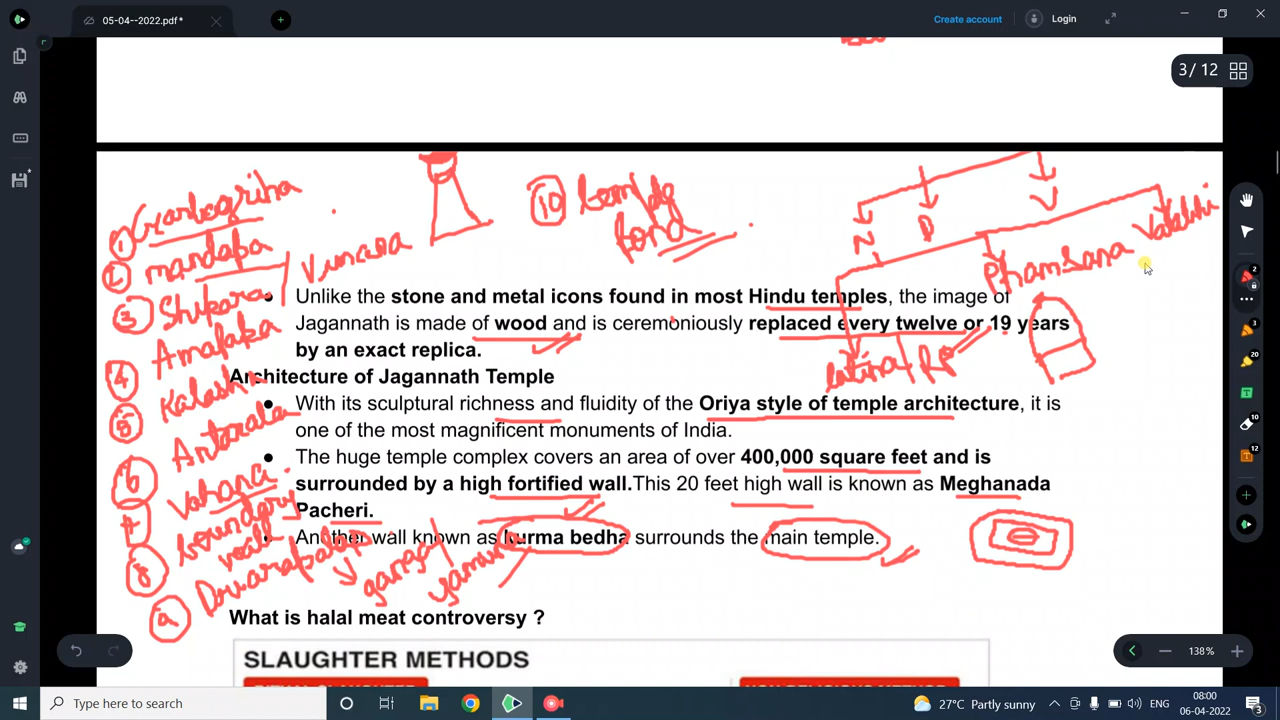 05-04--2022.pdf*
Create account
Login
3 / 12
① Garbagriha
② mandapa
③ Shikara
Vimana
④ Amalaka
⑤ Kalash
⑥ Antarala
7 Vahana
⑧ boundary
wall
⑨ Dwarapalas
ganga
yamuna
⑩ temple
Pond
N D V
latina
Phamsana
Valabhi
• Unlike the stone and metal icons found in most Hindu temples, the image of
Jagannath is made of wood and is ceremoniously replaced every twelve or 19 years
by an exact replica.
Architecture of Jagannath Temple
• With its sculptural richness and fluidity of the Oriya style of temple architecture, it is
one of the most magnificent monuments of India.
• The huge temple complex covers an area of over 400,000 square feet and is
surrounded by a high fortified wall.This 20 feet high wall is known as Meghanada
Pacheri.
• Another wall known as kurma bedha surrounds the main temple.
What is halal meat controversy ?
SLAUGHTER METHODS
138%
Type here to search
27°C Partly sunny
ENG
08:00
06-04-2022